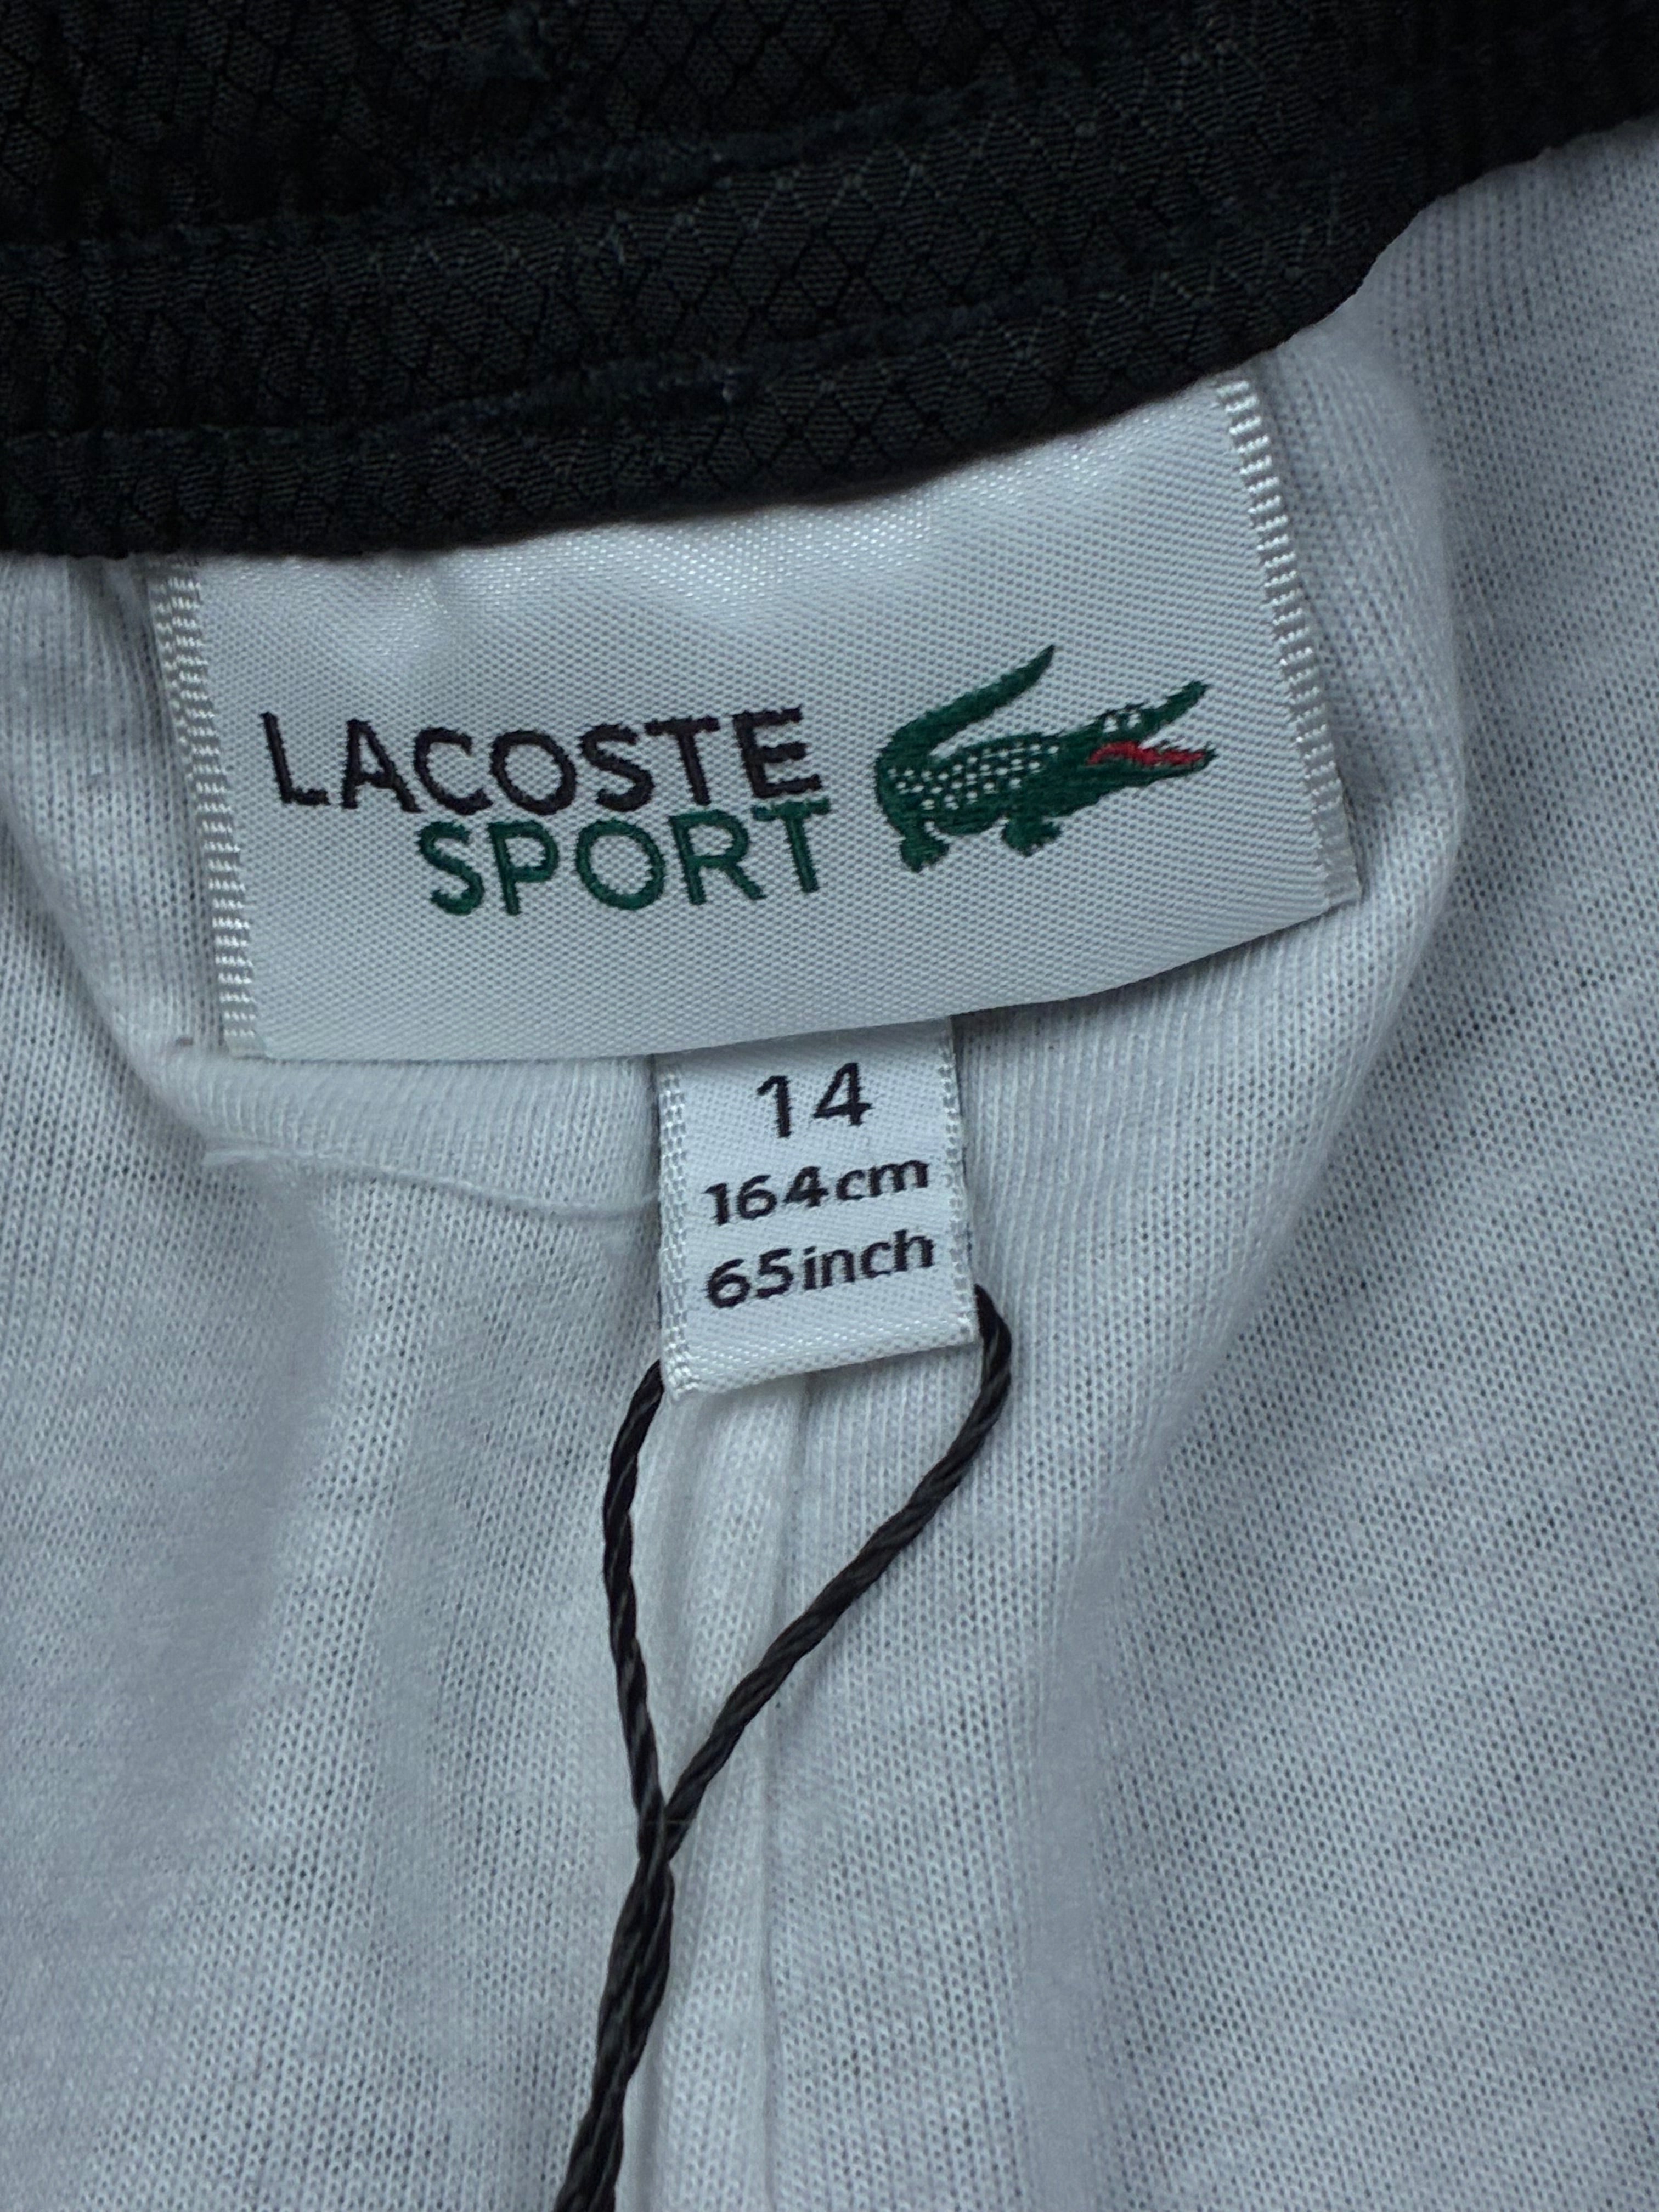 LACOSTE
SPORT
14
164cm
65inch